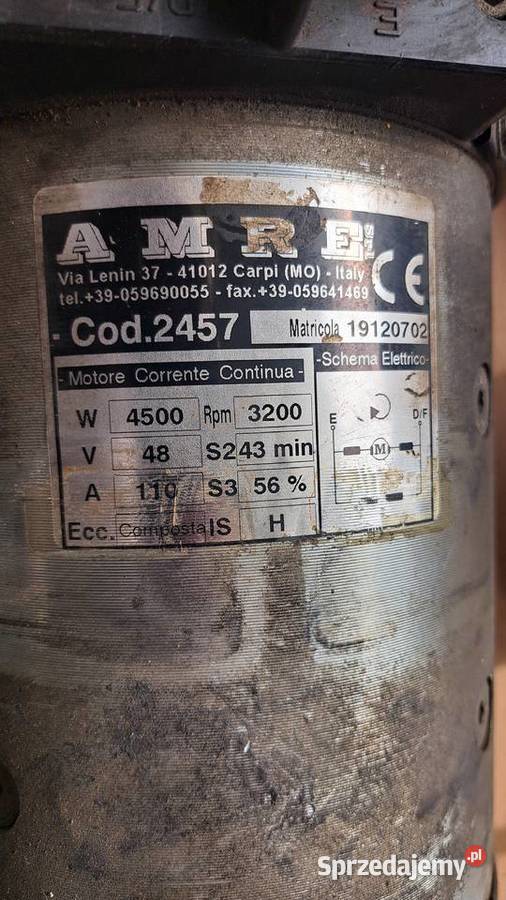 AMRE SRL
Via Lenin 37 - 41012 Carpi (MO) - Italy
tel.+39-059690055 - fax.+39-059641469
CE
- Cod.2457
Matricola 19120702
- Motore Corrente Continua -
-Schema Elettrico-
W 4500 Rpm 3200
V 48 S2 43 min
A 110 S3 56 %
Ecc. Composta IS H
E D/F
M
Sprzedajemy.pl